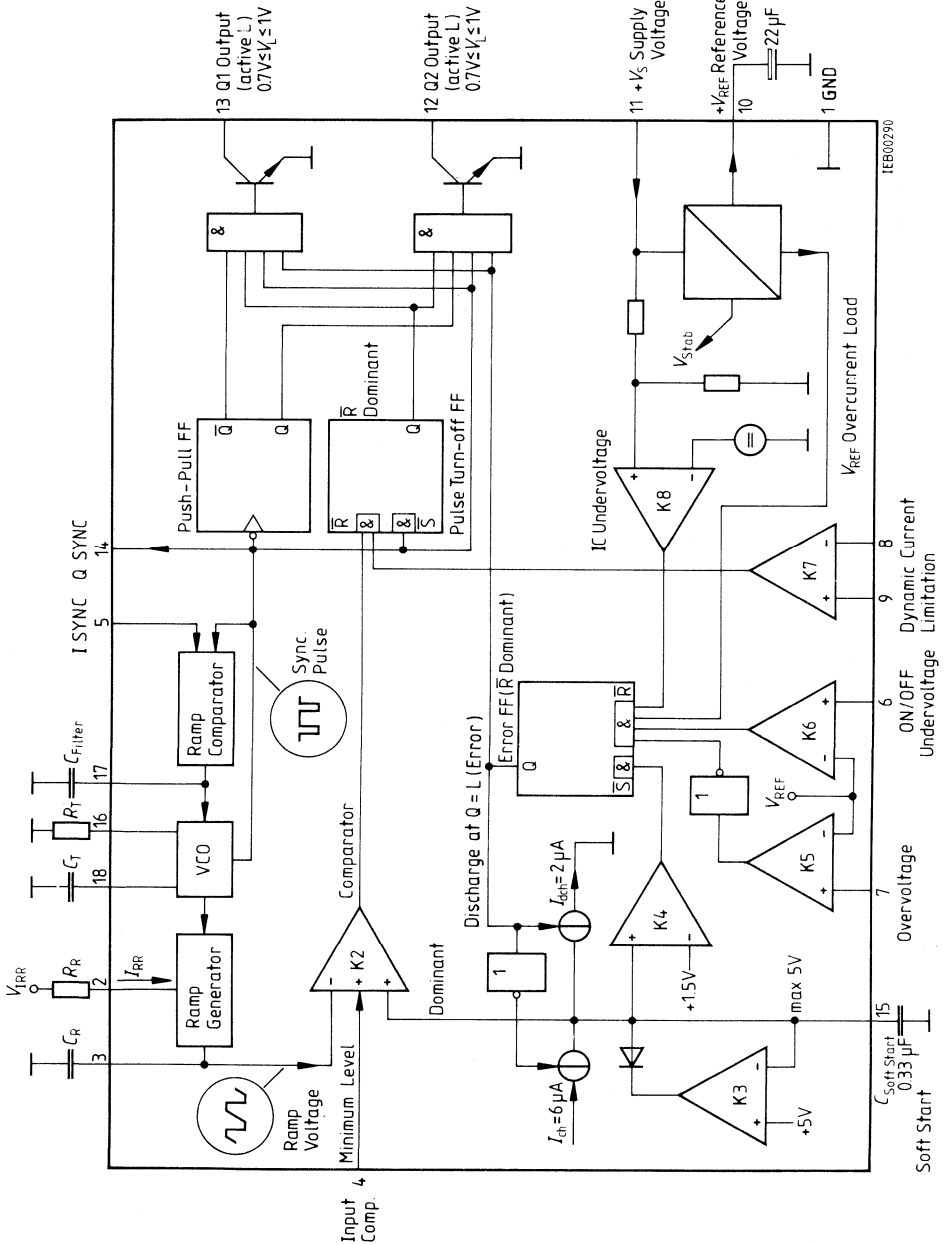 Input
Comp.
4
Minimum Level
Ramp
Voltage
3
C_R
V_IRR
2
R_R
I_RR
Ramp
Generator
18
C_T
VCO
16
R_T
17
C_Filter
Ramp
Comparator
Sync.
Pulse
5
I SYNC
14
Q SYNC
Push-Pull FF
Q̅
Q
R̅
&
&
S̅
Q
R̅
Dominant
Pulse Turn-off FF
-
+
+
K2
Comparator
Dominant
&
&
13 Q1 Output
(active L)
0.7V≤V_L≤1V
12 Q2 Output
(active L)
0.7V≤V_L≤1V
11 +V_S Supply
Voltage
+V_REF Reference
Voltage
10
22µF
1 GND
IEB00290
Discharge at Q = L (Error)
Error FF (R̅ Dominant)
Q
S̅
&
&
R̅
1
I_ch=6µA
I_dch=2µA
+
-
K4
+1.5V
max 5V
K3
+
-
+5V
15
C_Soft Start
0.33 µF
Soft Start
1
K5
+
-
V_REF
K6
-
+
7
Overvoltage
6
ON/OFF
Undervoltage
K7
+
-
9
8
Dynamic Current
Limitation
IC Undervoltage
K8
+
-
=
V_Stab
V_REF Overcurrent Load